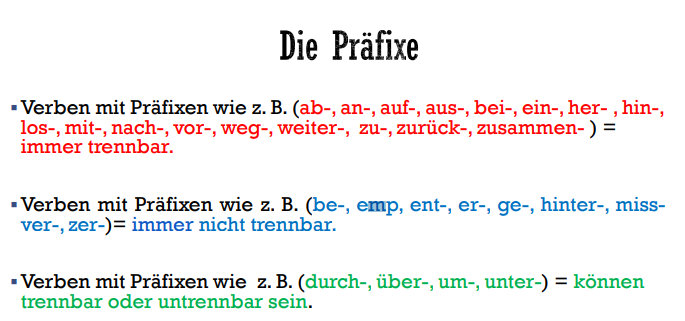 Die Präfixe
▪ Verben mit Präfixen wie z. B. (ab-, an-, auf-, aus-, bei-, ein-, her- , hin-,
los-, mit-, nach-, vor-, weg-, weiter-, zu-, zurück-, zusammen- ) =
immer trennbar.
▪ Verben mit Präfixen wie z. B. (be-, emp, ent-, er-, ge-, hinter-, miss-
ver-, zer-)= immer nicht trennbar.
▪ Verben mit Präfixen wie z. B. (durch-, über-, um-, unter-) = können
trennbar oder untrennbar sein.